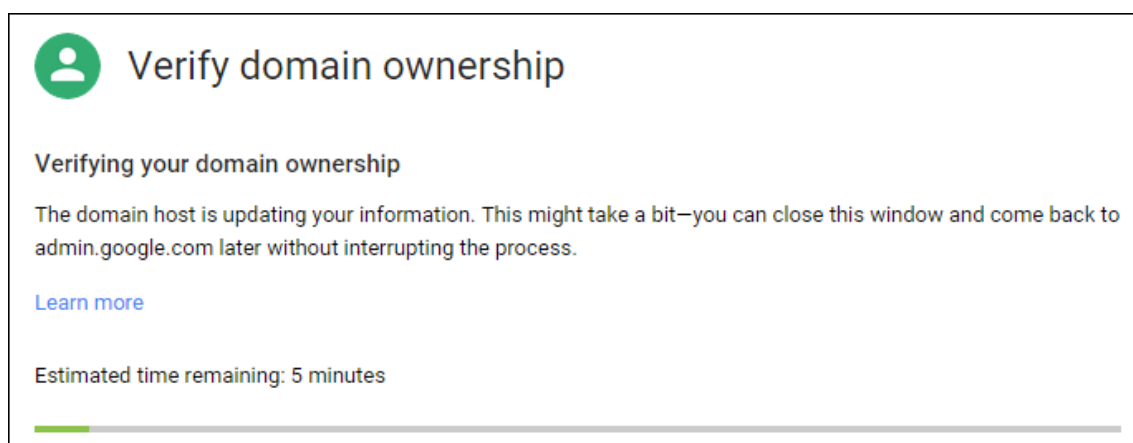 Verify domain ownership
Verifying your domain ownership
The domain host is updating your information. This might take a bit—you can close this window and come back to
admin.google.com later without interrupting the process.
Learn more
Estimated time remaining: 5 minutes